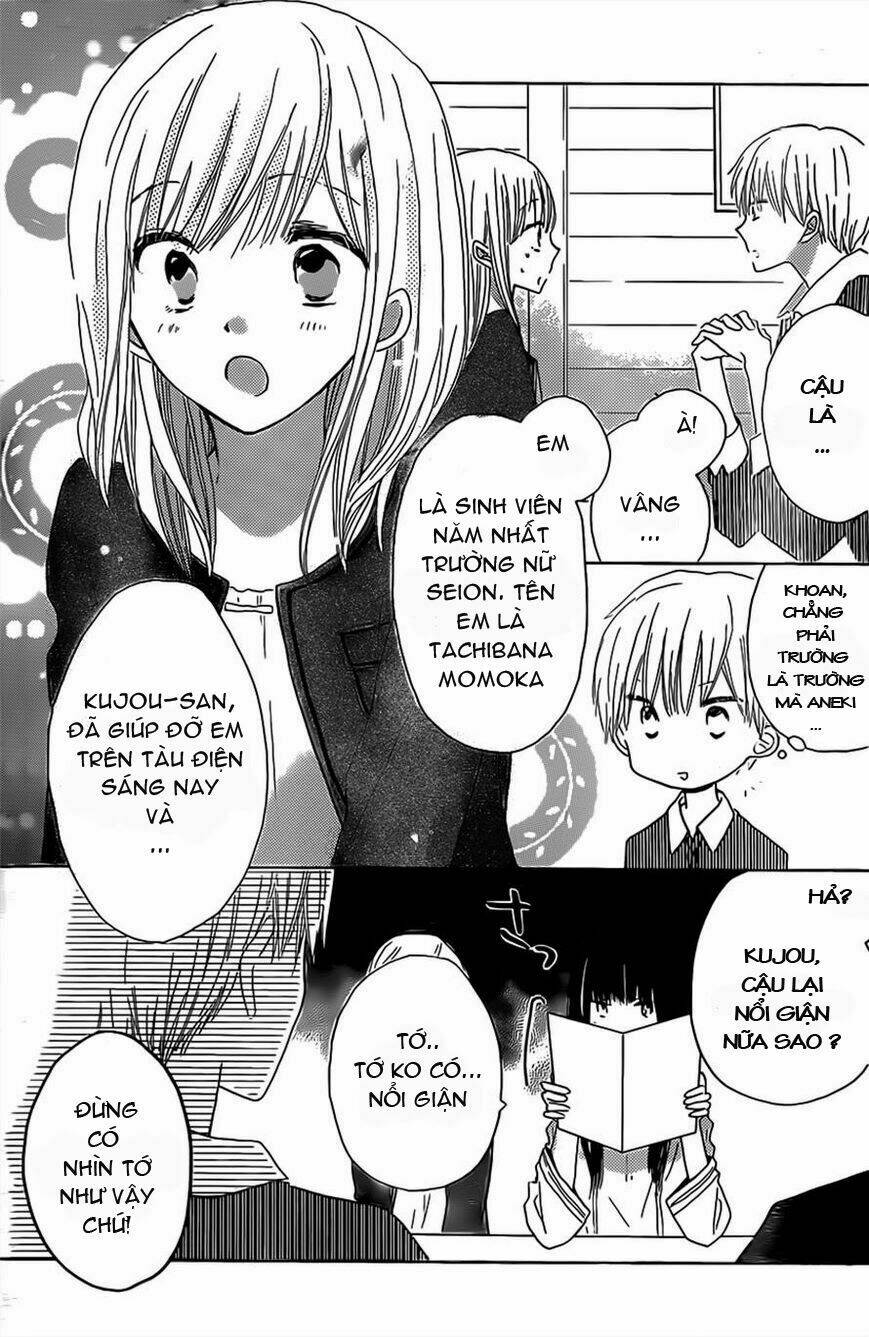 CẬU
LÀ
...
À!
VÂNG
...
EM
LÀ SINH VIÊN
NĂM NHẤT
TRƯỜNG NỮ
SEION. TÊN
EM LÀ
TACHIBANA
MOMOKA
KUJOU-SAN,
ĐÃ GIÚP ĐỠ EM
TRÊN TÀU ĐIỆN
SÁNG NAY
VÀ
...
KHOAN,
CHẲNG
PHẢI
TRƯỜNG
LÀ TRƯỜNG
MÀ ANEKI
...
HẢ?
KUJOU,
CẬU LẠI
NỔI GIẬN
NỮA SAO ?
TỚ..
TỚ KO CÓ...
NỔI GIẬN
ĐỪNG
CÓ
NHÌN TỚ
NHƯ VẬY
CHỨ!